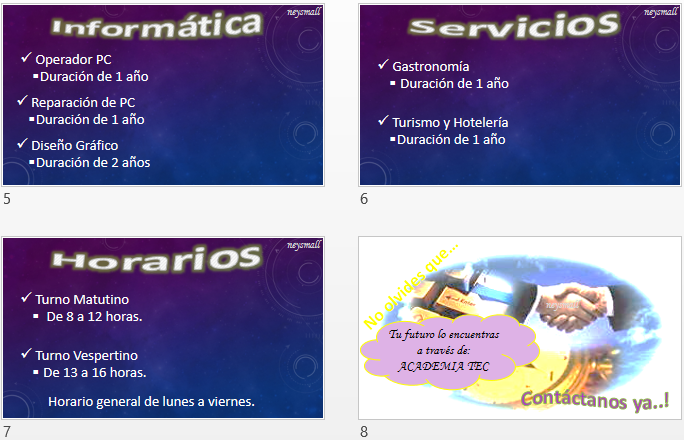 Informática
neysmall
Operador PC
Duración de 1 año
Reparación de PC
Duración de 1 año
Diseño Gráfico
Duración de 2 años
5
Servicios
neysmall
Gastronomía
Duración de 1 año
Turismo y Hotelería
Duración de 1 año
6
Horarios
neysmall
Turno Matutino
De 8 a 12 horas.
Turno Vespertino
De 13 a 16 horas.
Horario general de lunes a viernes.
7
No olvides que...
neysmall
Tu futuro lo encuentras
a través de:
ACADEMIA TEC
Contáctanos ya..!
8